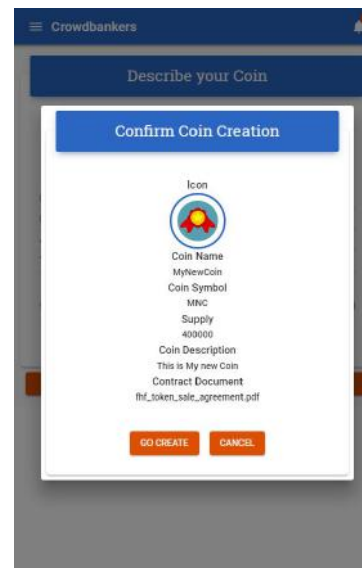 Crowdbankers
Describe your Coin
Confirm Coin Creation
Icon
Coin Name
MyNewCoin
Coin Symbol
MNC
Supply
400000
Coin Description
This is My new Coin
Contract Document
fhf_token_sale_agreement.pdf
GO CREATE CANCEL